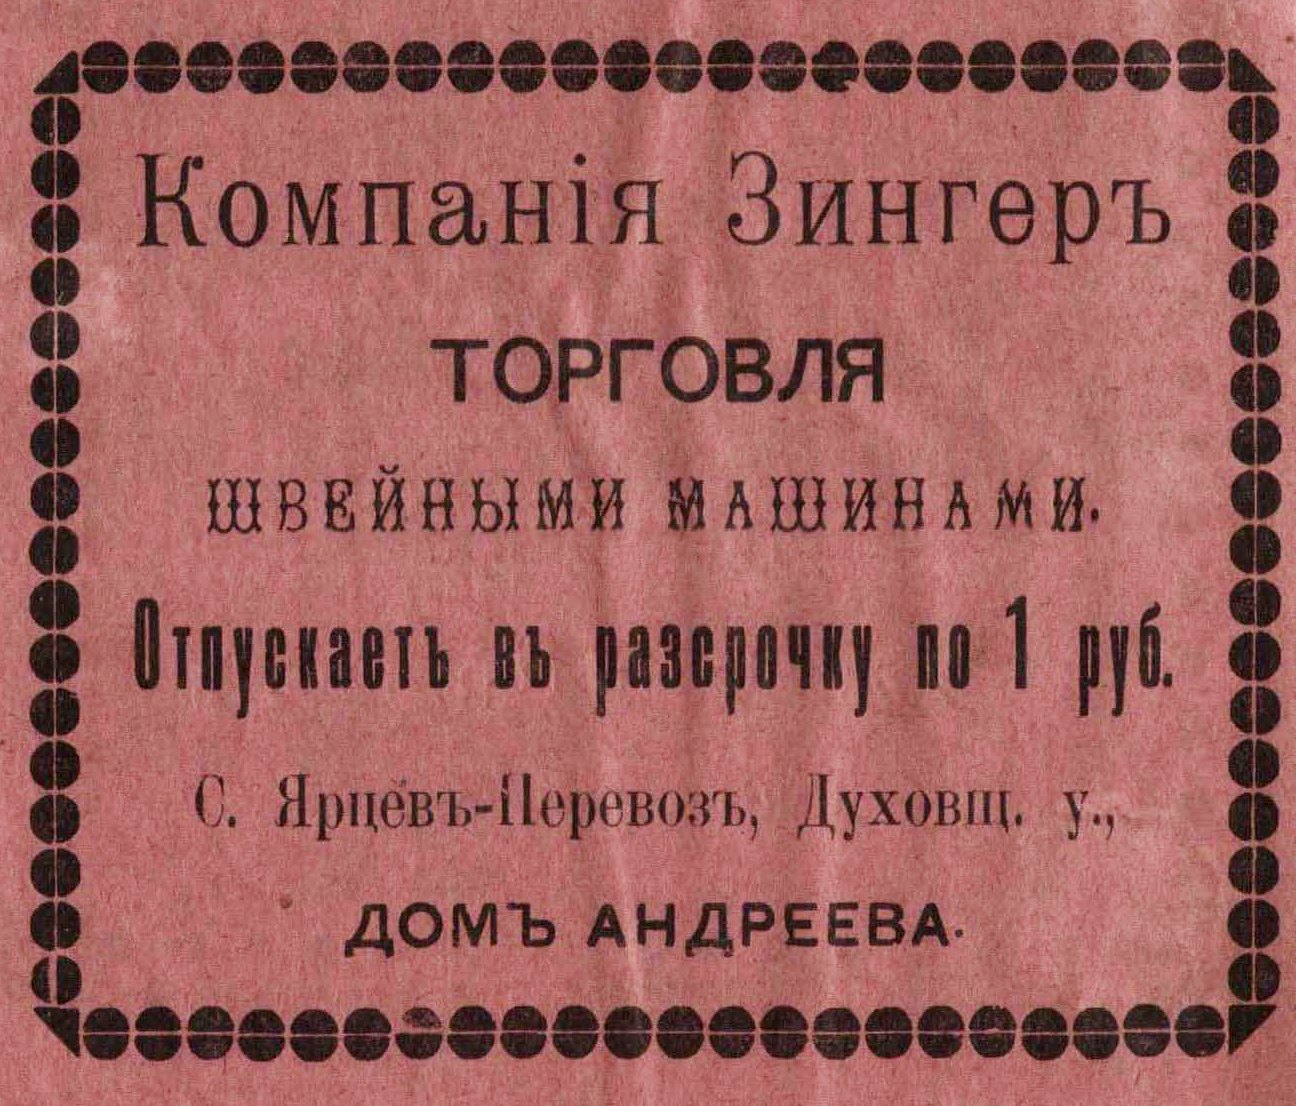 Компанія Зингеръ
ТОРГОВЛЯ
ШВЕЙНЫМИ МАШИНАМИ.
Отпускаетъ въ разсрочку по 1 руб.
С. Ярцевъ-Перевозъ, Духовщ. у.,
ДОМЪ АНДРЕЕВА.